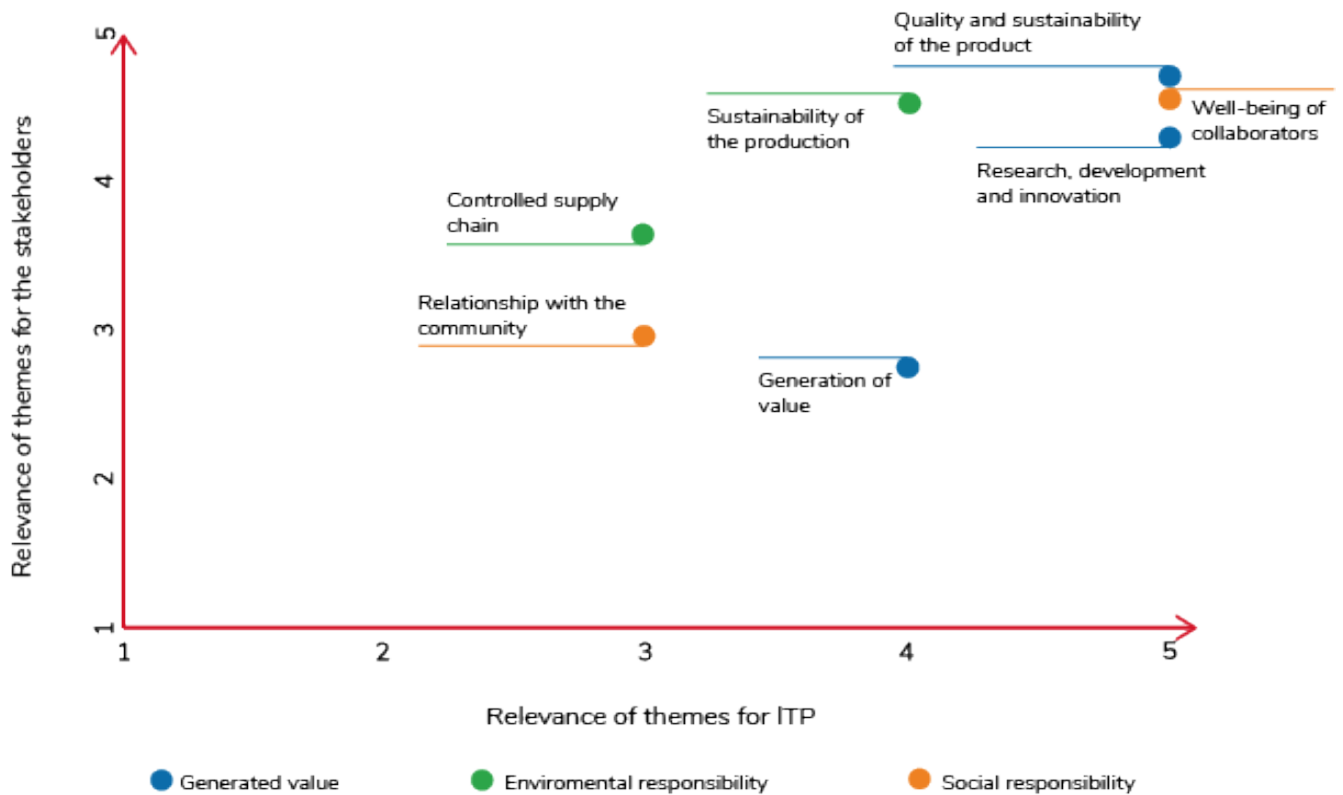 Quality and sustainability
of the product
Sustainability of
the production
Well-being of
collaborators
Research, development
and innovation
Controlled supply
chain
Relationship with the
community
Generation of
value
Relevance of themes for the stakeholders
5
4
3
2
1
1 2 3 4 5
Relevance of themes for ITP
Generated value
Enviromental responsibility
Social responsibility